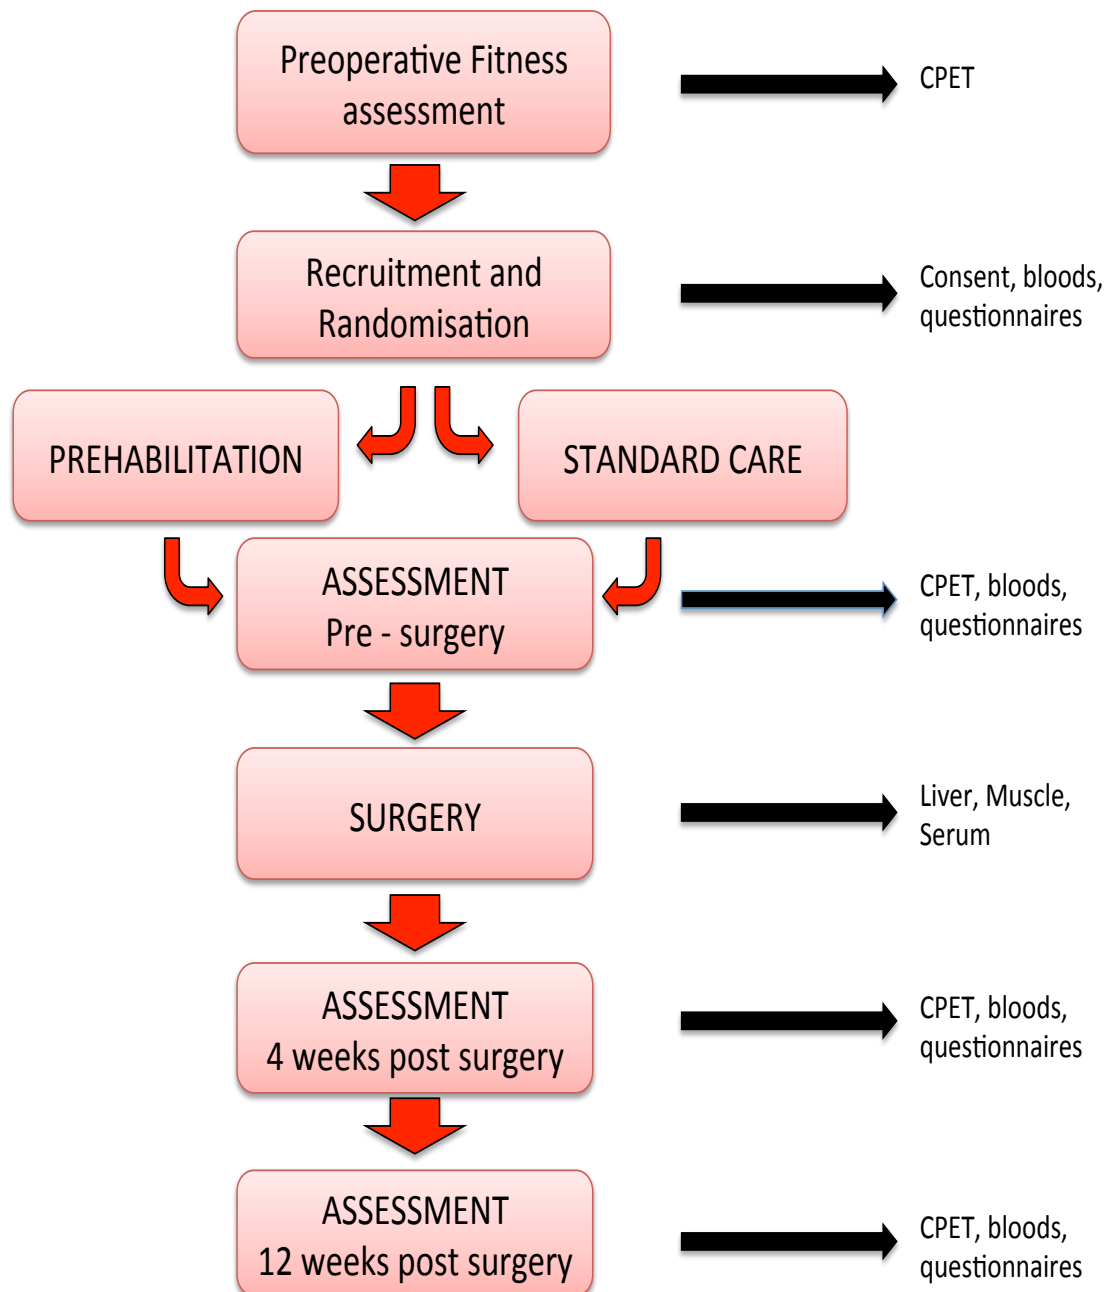 Preoperative Fitness
assessment
CPET
Recruitment and
Randomisation
Consent, bloods,
questionnaires
PREHABILITATION
STANDARD CARE
ASSESSMENT
Pre - surgery
CPET, bloods,
questionnaires
SURGERY
Liver, Muscle,
Serum
ASSESSMENT
4 weeks post surgery
CPET, bloods,
questionnaires
ASSESSMENT
12 weeks post surgery
CPET, bloods,
questionnaires